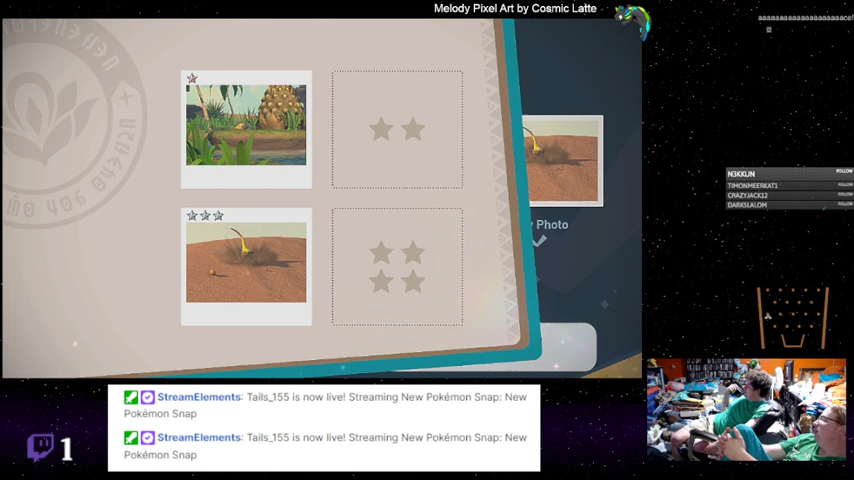 Melody Pixel Art by Cosmic Latte
N3KKUN FOLLOW
TIMONMEERKAT1 FOLLOW
CRAZYJACK12 FOLLOW
DARKSLALOM FOLLOW
Photo
StreamElements: Tails_155 is now live! Streaming New Pokémon Snap: New
Pokémon Snap
StreamElements: Tails_155 is now live! Streaming New Pokémon Snap: New
Pokémon Snap
1